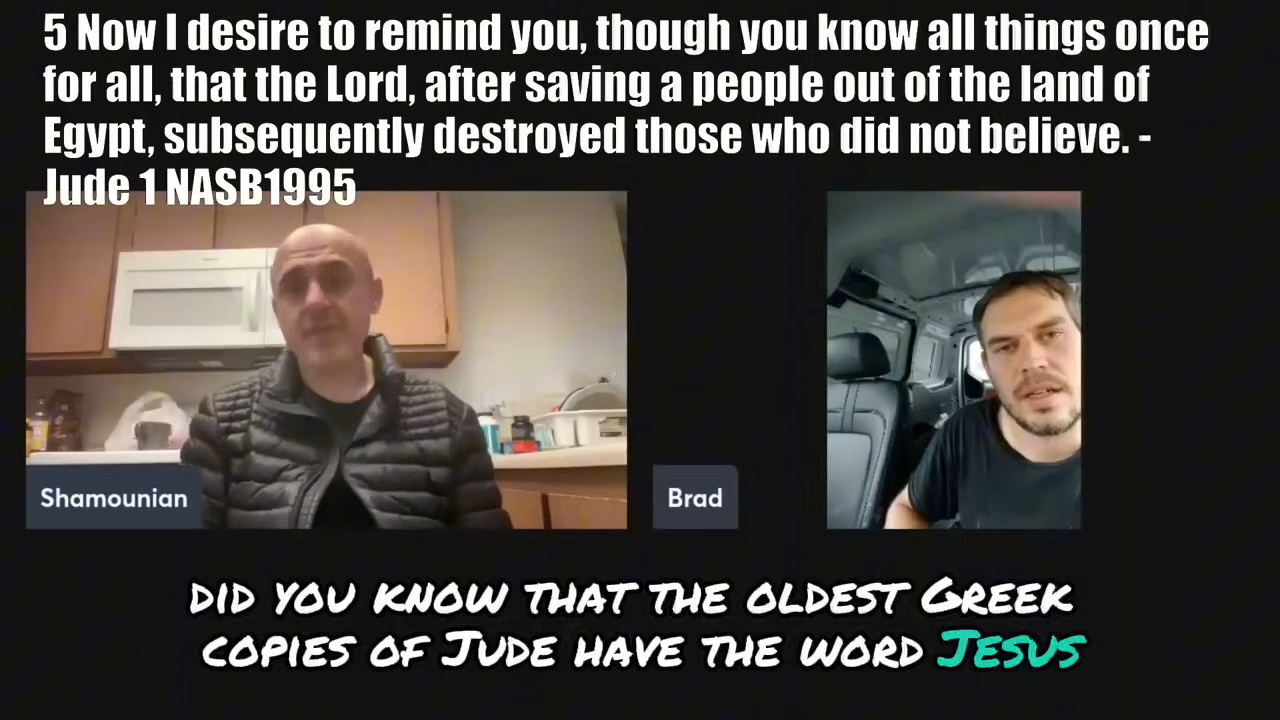 5 Now I desire to remind you, though you know all things once
for all, that the Lord, after saving a people out of the land of
Egypt, subsequently destroyed those who did not believe. -
Jude 1 NASB1995
Shamounian
Brad
DID YOU KNOW THAT THE OLDEST GREEK
COPIES OF JUDE HAVE THE WORD JESUS